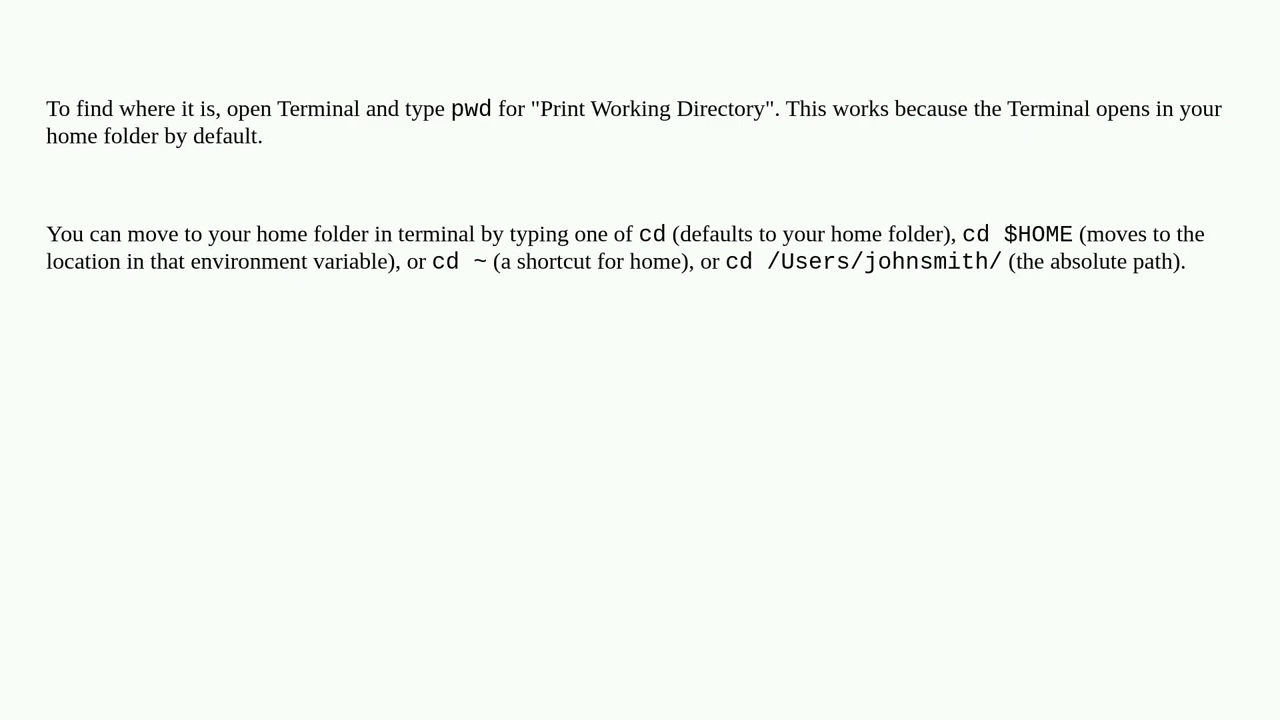 To find where it is, open Terminal and type pwd for "Print Working Directory". This works because the Terminal opens in your
home folder by default.
You can move to your home folder in terminal by typing one of cd (defaults to your home folder), cd $HOME (moves to the
location in that environment variable), or cd ~ (a shortcut for home), or cd /Users/johnsmith/ (the absolute path).